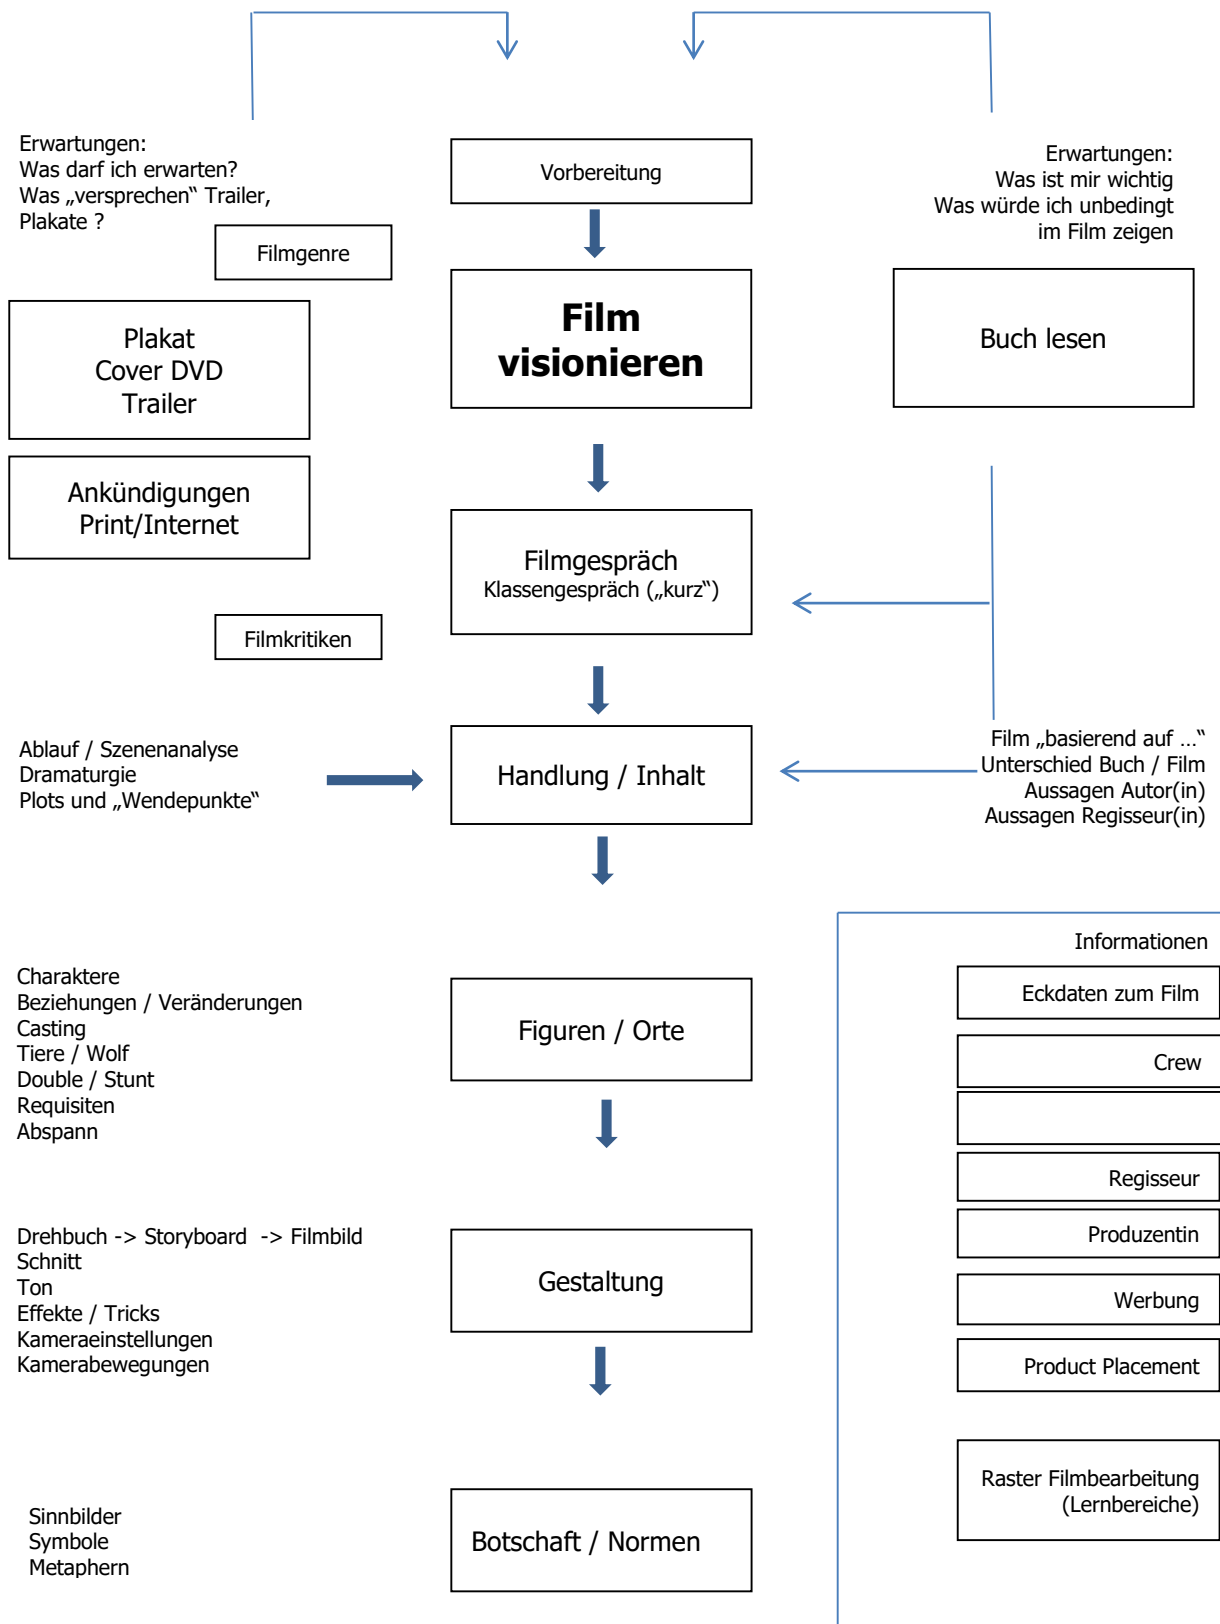 Erwartungen:
Was darf ich erwarten?
Was „versprechen“ Trailer,
Plakate ?
Vorbereitung
Erwartungen:
Was ist mir wichtig
Was würde ich unbedingt
im Film zeigen
Filmgenre
Film
visionieren
Plakat
Cover DVD
Trailer
Buch lesen
Ankündigungen
Print/Internet
Filmgespräch
Klassengespräch („kurz“)
Filmkritiken
Ablauf / Szenenanalyse
Dramaturgie
Plots und „Wendepunkte“
Handlung / Inhalt
Film „basierend auf ...“
Unterschied Buch / Film
Aussagen Autor(in)
Aussagen Regisseur(in)
Charaktere
Beziehungen / Veränderungen
Casting
Tiere / Wolf
Double / Stunt
Requisiten
Abspann
Figuren / Orte
Informationen
Eckdaten zum Film
Crew
Regisseur
Produzentin
Werbung
Product Placement
Raster Filmbearbeitung
(Lernbereiche)
Drehbuch -> Storyboard  -> Filmbild
Schnitt
Ton
Effekte / Tricks
Kameraeinstellungen
Kamerabewegungen
Gestaltung
Sinnbilder
Symbole
Metaphern
Botschaft / Normen